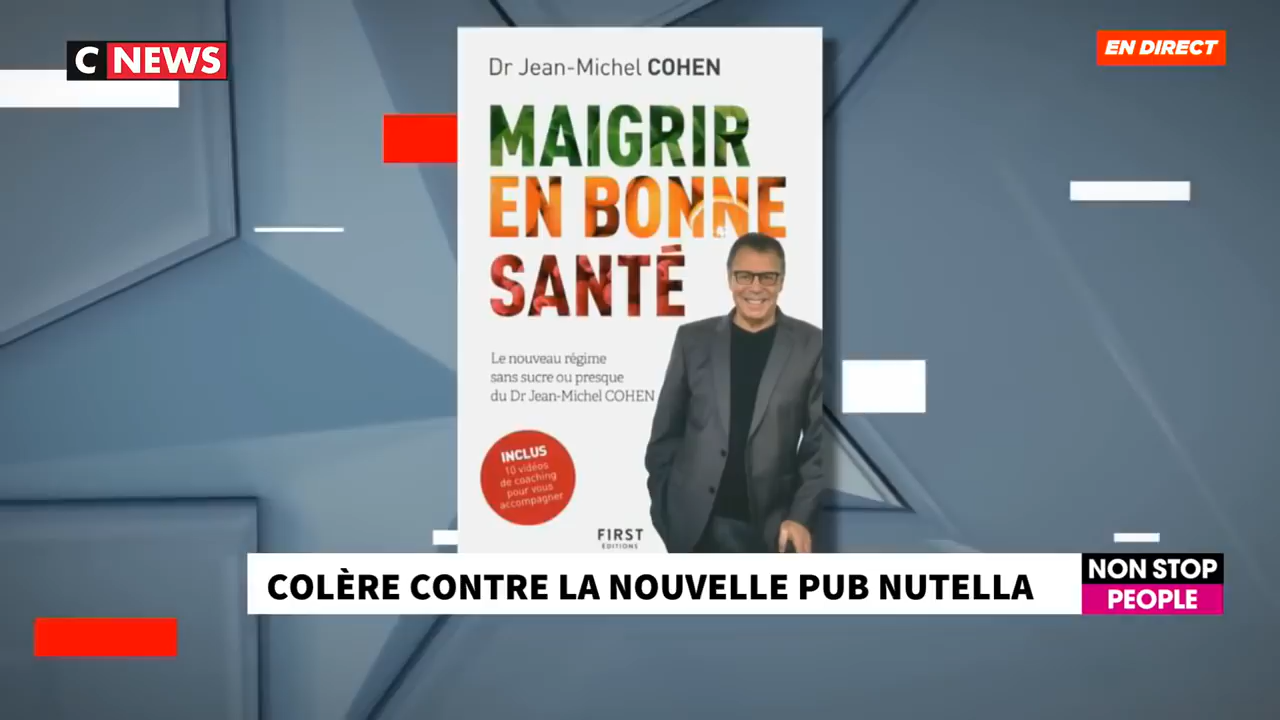 C NEWS
EN DIRECT
Dr Jean-Michel COHEN
MAIGRIR
EN BONNE
SANTÉ
Le nouveau régime
sans sucre ou presque
du Dr Jean-Michel COHEN
INCLUS
10 vidéos
de coaching
pour vous
accompagner
FIRST
ÉDITIONS
COLÈRE CONTRE LA NOUVELLE PUB NUTELLA
NON STOP
PEOPLE